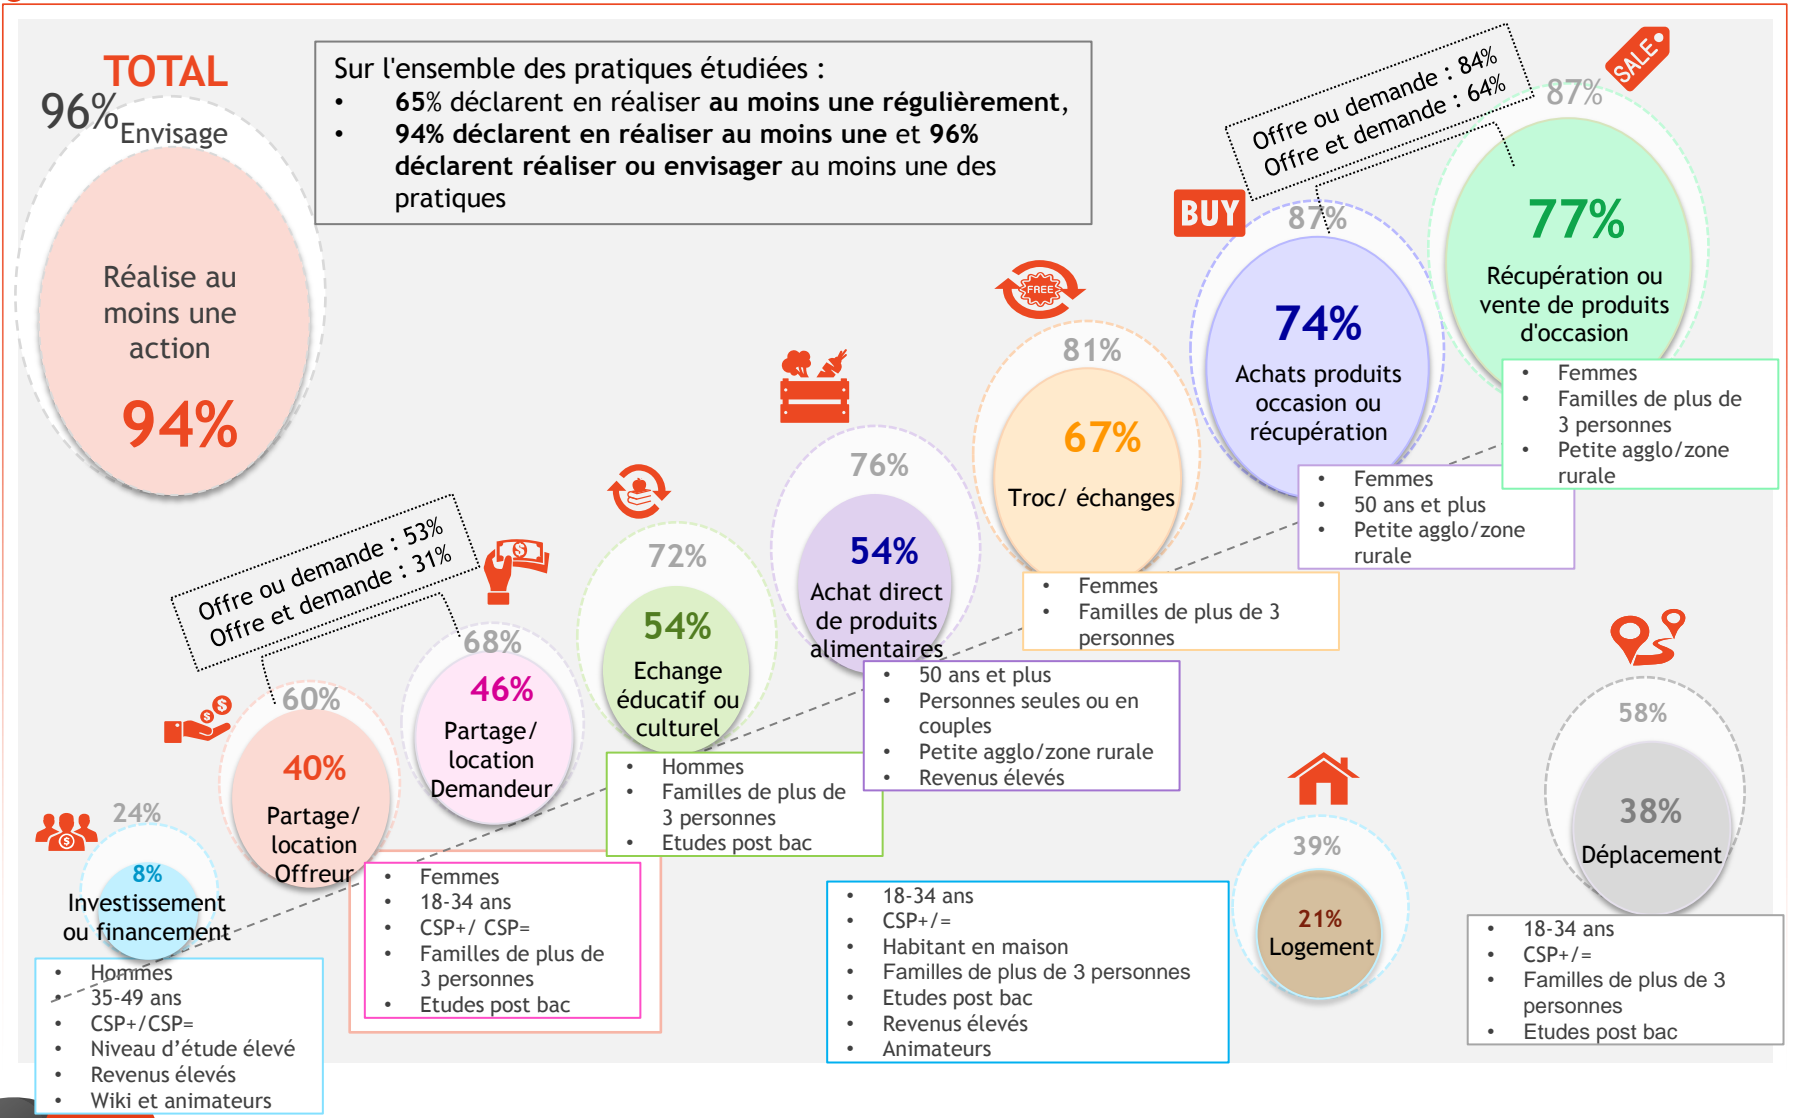 TOTAL
96%
Envisage
Réalise au
moins une
action
94%
Sur l'ensemble des pratiques étudiées :
• 65% déclarent en réaliser au moins une régulièrement,
• 94% déclarent en réaliser au moins une et 96%
déclarent réaliser ou envisager au moins une des
pratiques
Offre ou demande : 84%
Offre et demande : 64%
SALE
87%
77%
Récupération ou
vente de produits
d'occasion
• Femmes
• Familles de plus de
3 personnes
• Petite agglo/zone
rurale
BUY
87%
74%
Achats produits
occasion ou
récupération
• Femmes
• 50 ans et plus
• Petite agglo/zone
rurale
FREE
81%
67%
Troc/ échanges
• Femmes
• Familles de plus de 3
personnes
76%
54%
Achat direct
de produits
alimentaires
• 50 ans et plus
• Personnes seules ou en
couples
• Petite agglo/zone rurale
• Revenus élevés
72%
54%
Echange
éducatif ou
culturel
• Hommes
• Familles de plus de
3 personnes
• Etudes post bac
Offre ou demande : 53%
Offre et demande : 31%
68%
46%
Partage/
location
Demandeur
60%
40%
Partage/
location
Offreur
• Femmes
• 18-34 ans
• CSP+/ CSP=
• Familles de plus de
3 personnes
• Etudes post bac
24%
8%
Investissement
ou financement
• Hommes
• 35-49 ans
• CSP+/CSP=
• Niveau d’étude élevé
• Revenus élevés
• Wiki et animateurs
39%
21%
Logement
• 18-34 ans
• CSP+/=
• Habitant en maison
• Familles de plus de 3 personnes
• Etudes post bac
• Revenus élevés
• Animateurs
58%
38%
Déplacement
• 18-34 ans
• CSP+/=
• Familles de plus de 3
personnes
• Etudes post bac